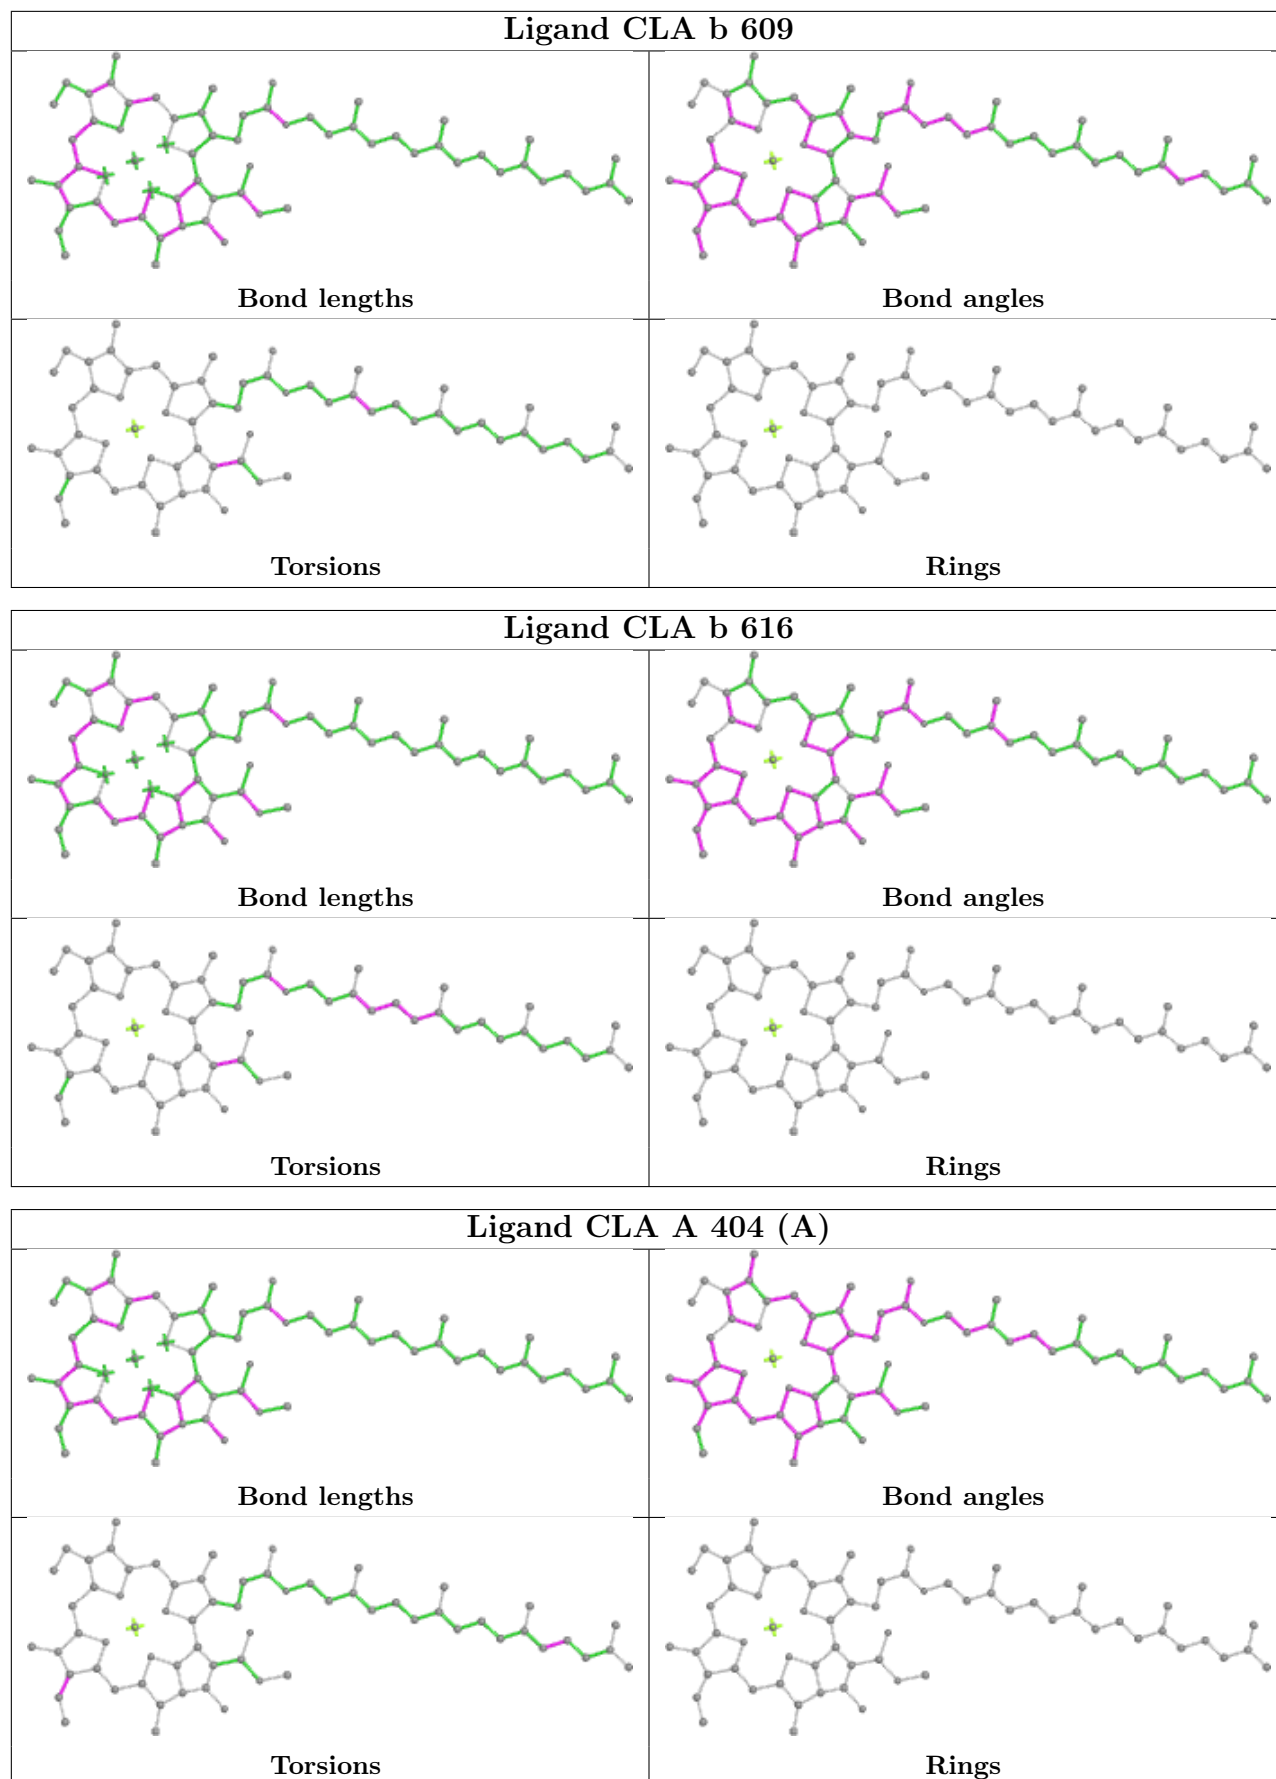 Ligand CLA b 609
Bond lengths
Bond angles
Torsions
Rings
Ligand CLA b 616
Bond lengths
Bond angles
Torsions
Rings
Ligand CLA A 404 (A)
Bond lengths
Bond angles
Torsions
Rings